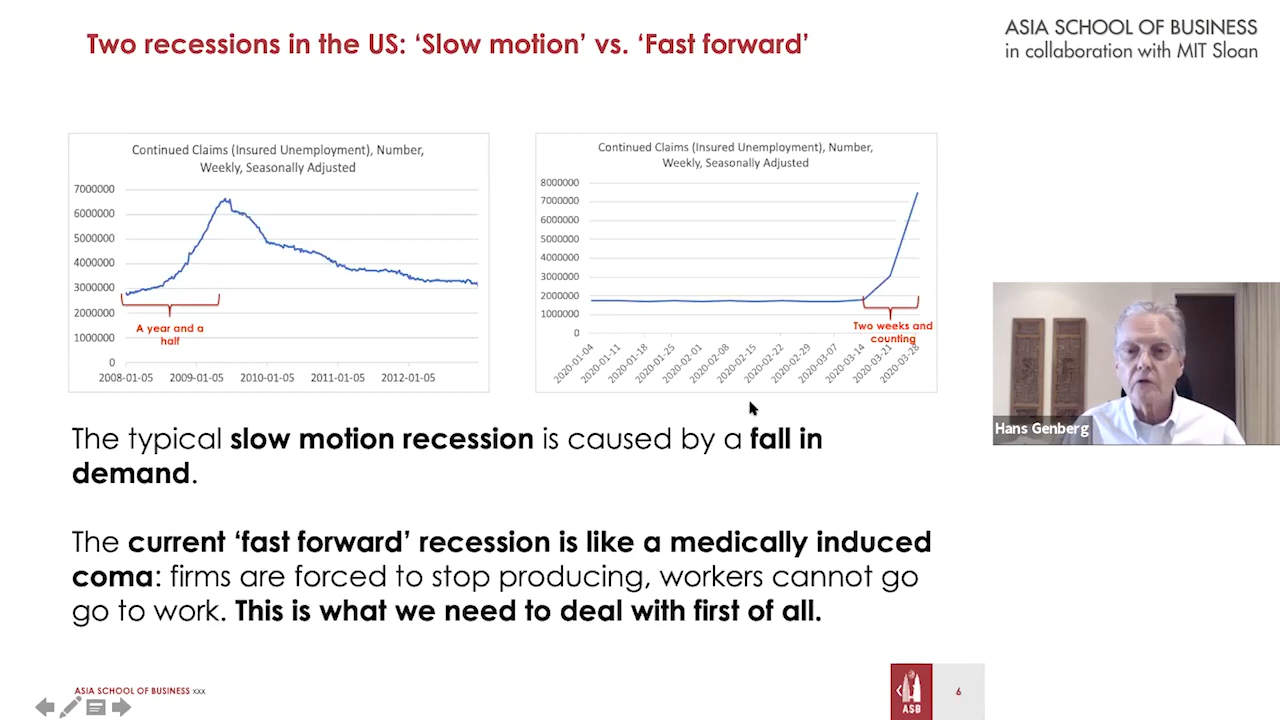 Two recessions in the US: ‘Slow motion’ vs. ‘Fast forward’
ASIA SCHOOL OF BUSINESS
in collaboration with MIT Sloan
Continued Claims (Insured Unemployment), Number,
Weekly, Seasonally Adjusted
7000000
6000000
5000000
4000000
3000000
2000000
1000000
0
A year and a
half
2008-01-05 2009-01-05 2010-01-05 2011-01-05 2012-01-05
Continued Claims (Insured Unemployment), Number,
Weekly, Seasonally Adjusted
8000000
7000000
6000000
5000000
4000000
3000000
2000000
1000000
0
Two weeks and
counting
2020-01-04 2020-01-11 2020-01-18 2020-01-25 2020-02-01 2020-02-08 2020-02-15 2020-02-22 2020-02-29 2020-03-07 2020-03-14 2020-03-21 2020-03-28
Hans Genberg
The typical slow motion recession is caused by a fall in
demand.
The current ‘fast forward’ recession is like a medically induced
coma: firms are forced to stop producing, workers cannot go
go to work. This is what we need to deal with first of all.
ASIA SCHOOL OF BUSINESS xxx
ASB
6